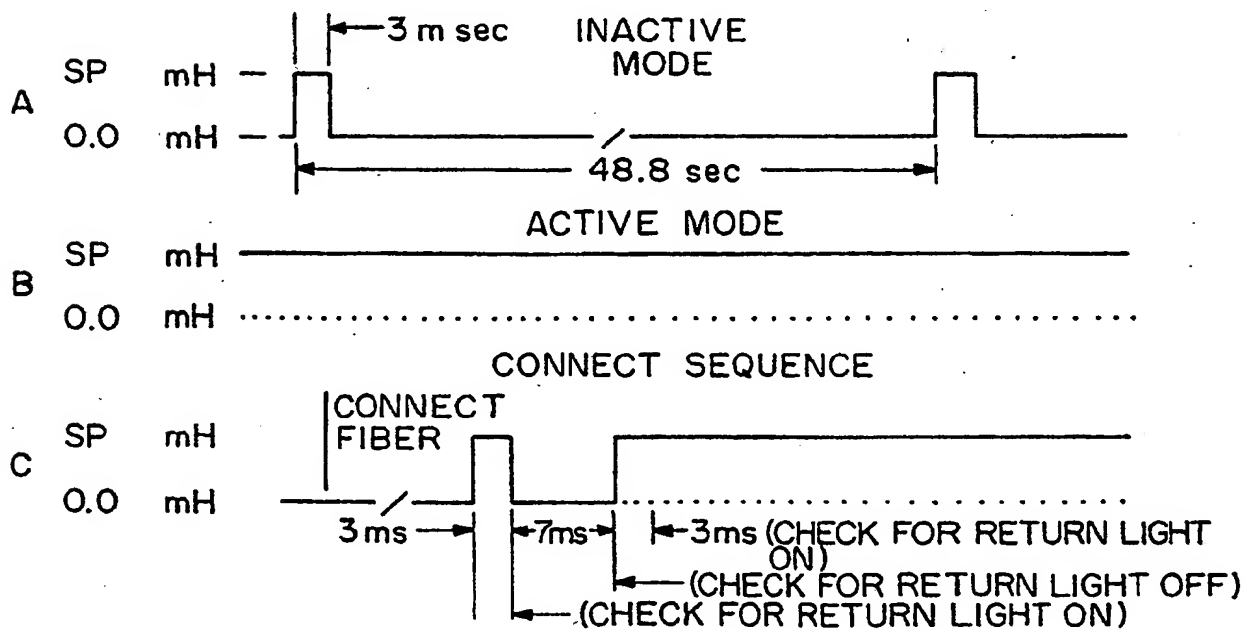 3 m sec
INACTIVE
MODE
A
SP mH
0.0 mH
48.8 sec
ACTIVE MODE
B
SP mH
0.0 mH
CONNECT SEQUENCE
CONNECT
FIBER
C
SP mH
0.0 mH
3 ms
7ms
3ms (CHECK FOR RETURN LIGHT
ON)
(CHECK FOR RETURN LIGHT OFF)
(CHECK FOR RETURN LIGHT ON)